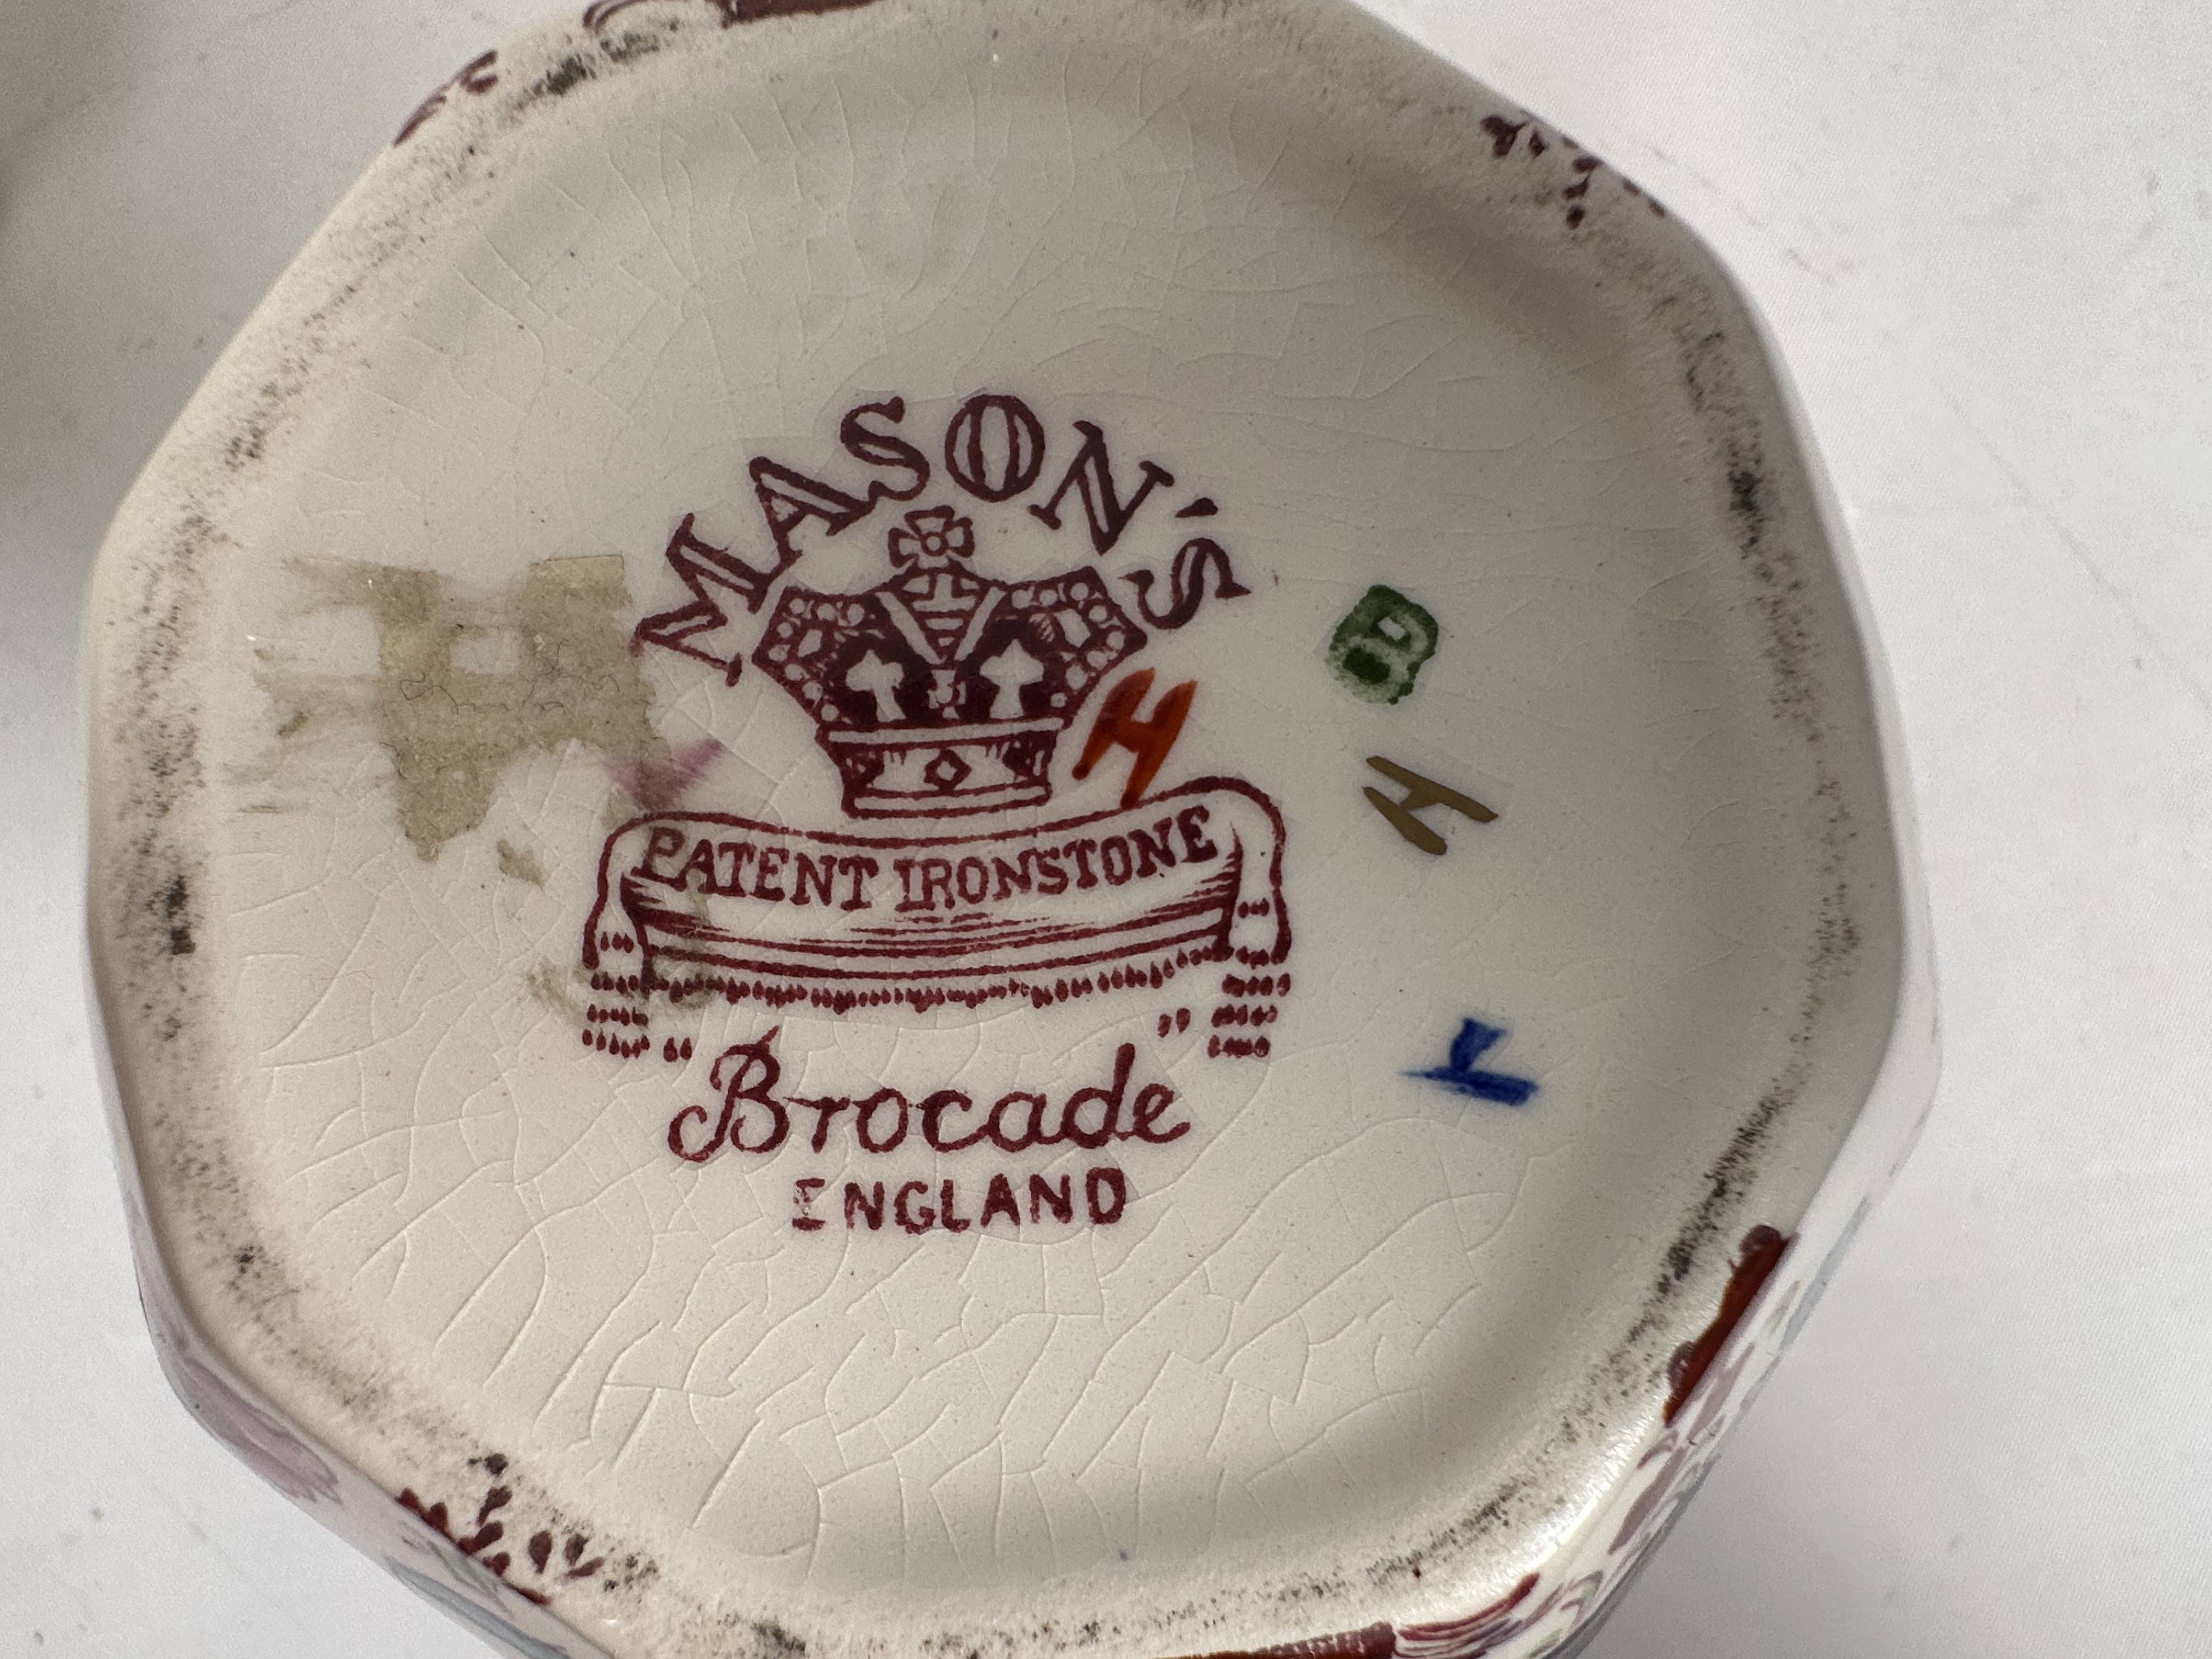 MASON'S
H
H
PATENT IRONSTONE
"Brocade"
ENGLAND